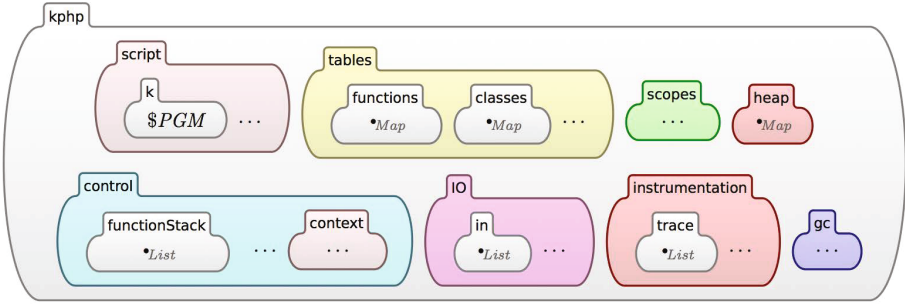 kphp
script tables
k functions classes scopes heap
$PGM ... •Map •Map ... ... •Map
control IO instrumentation
functionStack context in trace gc
•List ... ... •List ... •List ... ...